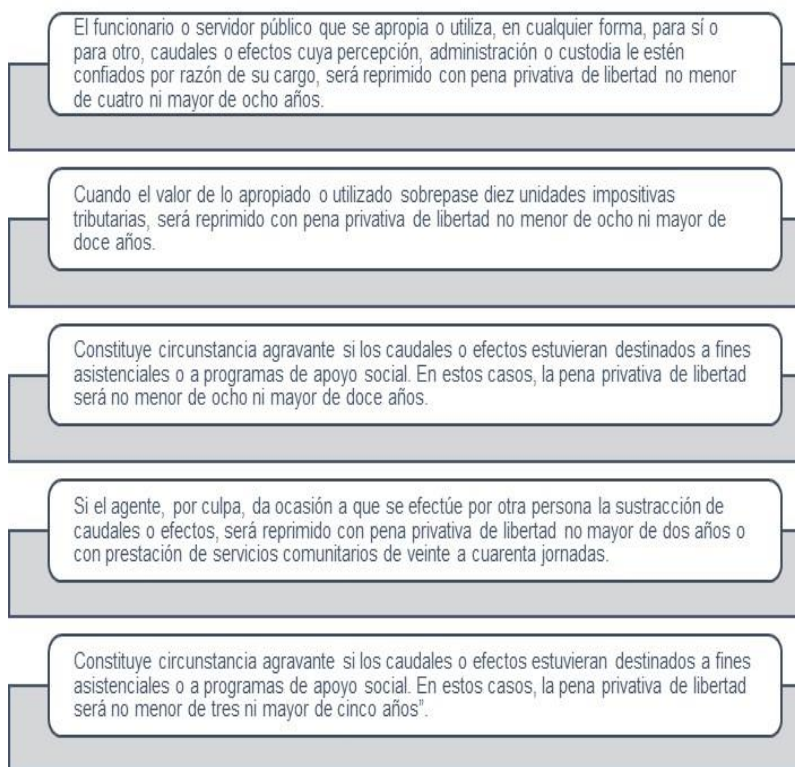 El funcionario o servidor público que se apropia o utiliza, en cualquier forma, para sí o
para otro, caudales o efectos cuya percepción, administración o custodia le estén
confiados por razón de su cargo, será reprimido con pena privativa de libertad no menor
de cuatro ni mayor de ocho años.
Cuando el valor de lo apropiado o utilizado sobrepase diez unidades impositivas
tributarias, será reprimido con pena privativa de libertad no menor de ocho ni mayor de
doce años.
Constituye circunstancia agravante si los caudales o efectos estuvieran destinados a fines
asistenciales o a programas de apoyo social. En estos casos, la pena privativa de libertad
será no menor de ocho ni mayor de doce años.
Si el agente, por culpa, da ocasión a que se efectúe por otra persona la sustracción de
caudales o efectos, será reprimido con pena privativa de libertad no mayor de dos años o
con prestación de servicios comunitarios de veinte a cuarenta jornadas.
Constituye circunstancia agravante si los caudales o efectos estuvieran destinados a fines
asistenciales o a programas de apoyo social. En estos casos, la pena privativa de libertad
será no menor de tres ni mayor de cinco años”.